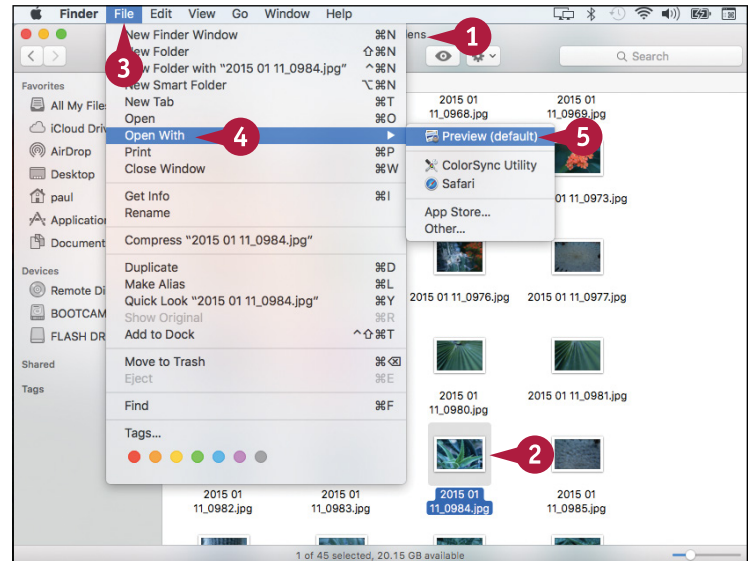 Finder File Edit View Go Window Help
1
3
Search
New Finder Window ⌘N
New Folder ⇧⌘N
Folder with “2015 01 11_0984.jpg” ^⌘N
New Smart Folder ⌥⌘N
New Tab ⌘T
Open ⌘O
Open With ▶
4
Print ⌘P
Close Window ⌘W
Get Info ⌘I
Rename
Compress “2015 01 11_0984.jpg”
Duplicate ⌘D
Make Alias ⌘L
Quick Look “2015 01 11_0984.jpg” ⌘Y
Show Original ⌘R
Add to Dock ^⇧⌘T
Move to Trash ⌘⌫
Eject ⌘E
Find ⌘F
Tags...
Preview (default)
5
ColorSync Utility
Safari
App Store...
Other...
Favorites
All My File
iCloud Driv
AirDrop
Desktop
paul
Application
Document
Devices
Remote Di
BOOTCAM
FLASH DR
Shared
Tags
2015 01
11_0968.jpg
2015 01
11_0969.jpg
01 11_0973.jpg
2015 01 11_0976.jpg
2015 01 11_0977.jpg
2015 01
11_0980.jpg
2015 01 11_0981.jpg
2
2015 01
11_0982.jpg
2015 01
11_0983.jpg
2015 01
11_0984.jpg
2015 01
11_0985.jpg
1 of 45 selected, 20.15 GB available